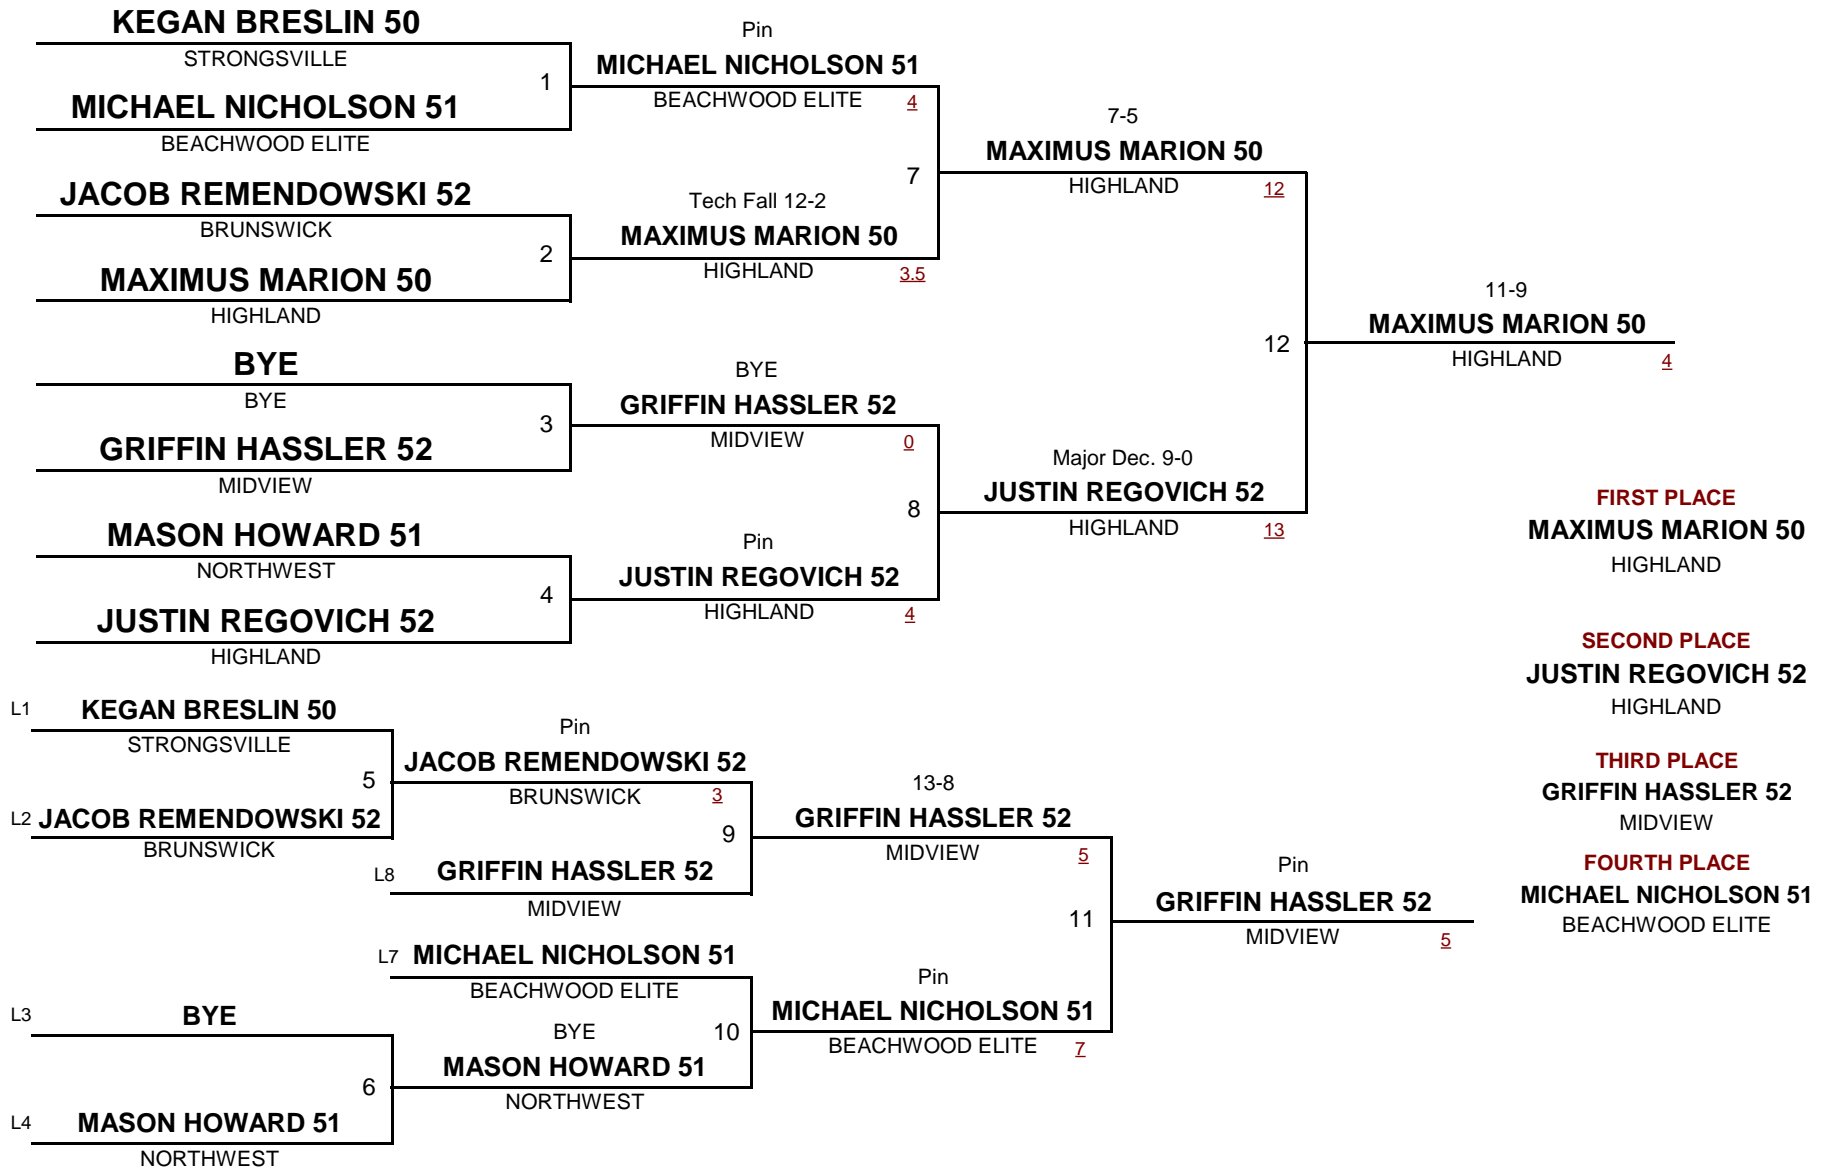 KEGAN BRESLIN 50
STRONGSVILLE
1
MICHAEL NICHOLSON 51
BEACHWOOD ELITE
JACOB REMENDOWSKI 52
BRUNSWICK
2
MAXIMUS MARION 50
HIGHLAND
BYE
BYE
3
GRIFFIN HASSLER 52
MIDVIEW
MASON HOWARD 51
NORTHWEST
4
JUSTIN REGOVICH 52
HIGHLAND
Pin
MICHAEL NICHOLSON 51
BEACHWOOD ELITE 4
7
Tech Fall 12-2
MAXIMUS MARION 50
HIGHLAND 3.5
BYE
GRIFFIN HASSLER 52
MIDVIEW 0
8
Pin
JUSTIN REGOVICH 52
HIGHLAND 4
7-5
MAXIMUS MARION 50
HIGHLAND 12
12
Major Dec. 9-0
JUSTIN REGOVICH 52
HIGHLAND 13
11-9
MAXIMUS MARION 50
HIGHLAND 4
FIRST PLACE
MAXIMUS MARION 50
HIGHLAND
SECOND PLACE
JUSTIN REGOVICH 52
HIGHLAND
THIRD PLACE
GRIFFIN HASSLER 52
MIDVIEW
FOURTH PLACE
MICHAEL NICHOLSON 51
BEACHWOOD ELITE
L1 KEGAN BRESLIN 50
STRONGSVILLE
5
L2 JACOB REMENDOWSKI 52
BRUNSWICK
L3 BYE
6
L4 MASON HOWARD 51
NORTHWEST
Pin
JACOB REMENDOWSKI 52
BRUNSWICK 3
9
L8 GRIFFIN HASSLER 52
MIDVIEW
L7 MICHAEL NICHOLSON 51
BEACHWOOD ELITE
BYE 10
MASON HOWARD 51
NORTHWEST
13-8
GRIFFIN HASSLER 52
MIDVIEW 5
11
Pin
MICHAEL NICHOLSON 51
BEACHWOOD ELITE 7
Pin
GRIFFIN HASSLER 52
MIDVIEW 5